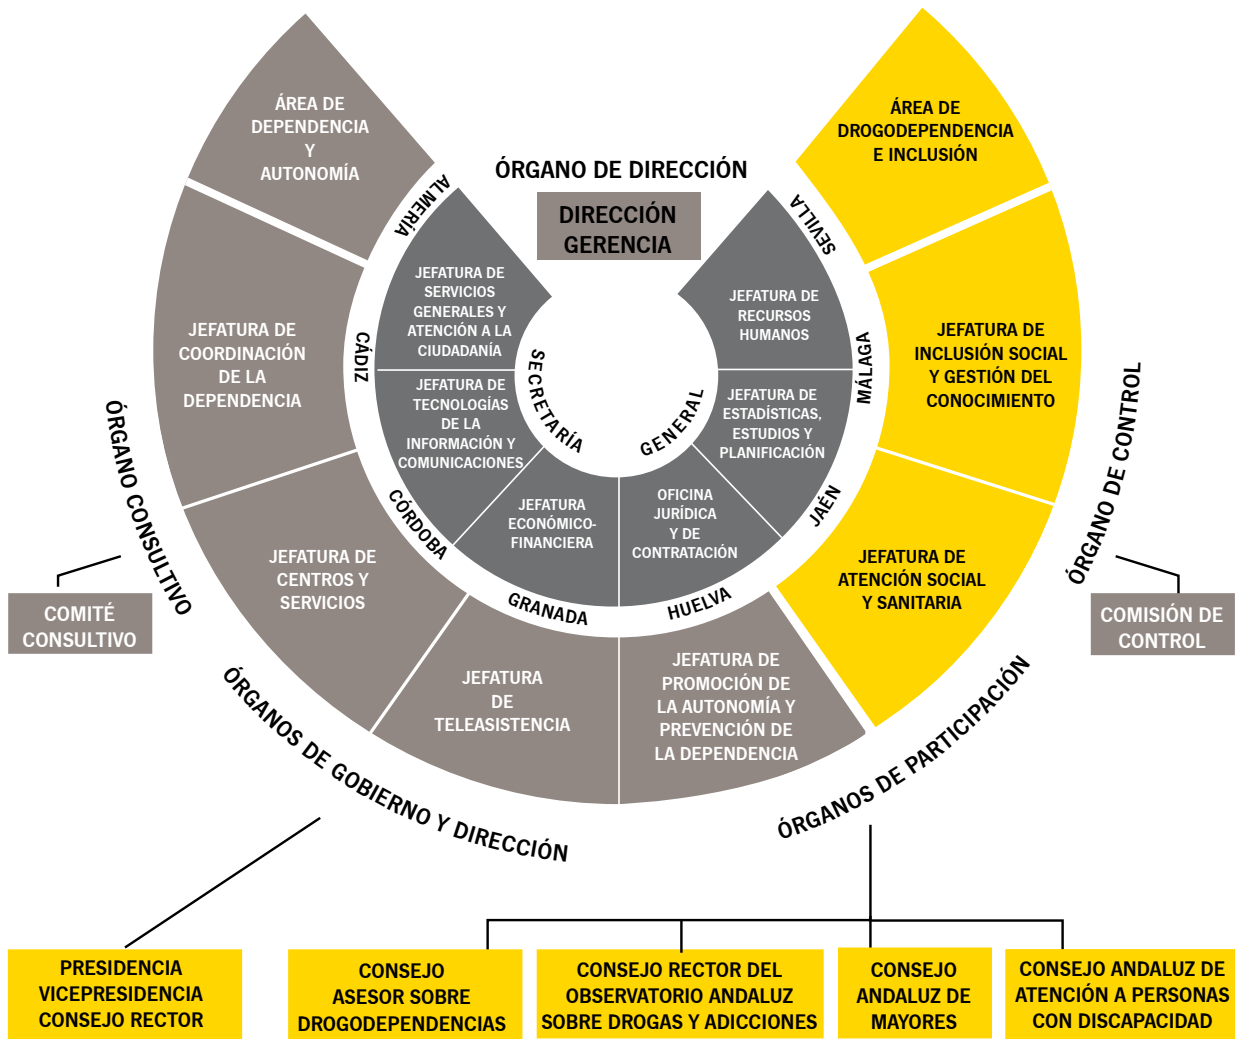 ÓRGANO DE DIRECCIÓN
DIRECCIÓN
GERENCIA
ÁREA DE
DEPENDENCIA
Y
AUTONOMÍA
JEFATURA DE
COORDINACIÓN
DE LA
DEPENDENCIA
JEFATURA DE
CENTROS Y
SERVICIOS
JEFATURA
DE
TELEASISTENCIA
JEFATURA DE
PROMOCIÓN DE
LA AUTONOMÍA Y
PREVENCIÓN DE
LA DEPENDENCIA
ÁREA DE
DROGODEPENDENCIA
E INCLUSIÓN
JEFATURA DE
INCLUSIÓN SOCIAL
Y GESTIÓN DEL
CONOCIMIENTO
JEFATURA DE
ATENCIÓN SOCIAL
Y SANITARIA
ALMERÍA
CÁDIZ
CÓRDOBA
GRANADA
HUELVA
JAÉN
MÁLAGA
SEVILLA
JEFATURA DE
SERVICIOS
GENERALES Y
ATENCIÓN A LA
CIUDADANÍA
JEFATURA DE
TECNOLOGÍAS
DE LA
INFORMACIÓN Y
COMUNICACIONES
JEFATURA
ECONÓMICO-
FINANCIERA
OFICINA
JURÍDICA
Y DE
CONTRATACIÓN
JEFATURA DE
ESTADÍSTICAS,
ESTUDIOS Y
PLANIFICACIÓN
JEFATURA DE
RECURSOS
HUMANOS
SECRETARÍA GENERAL
ÓRGANO CONSULTIVO
COMITÉ
CONSULTIVO
ÓRGANO DE CONTROL
COMISIÓN DE
CONTROL
ÓRGANOS DE GOBIERNO Y DIRECCIÓN
PRESIDENCIA
VICEPRESIDENCIA
CONSEJO RECTOR
ÓRGANOS DE PARTICIPACIÓN
CONSEJO
ASESOR SOBRE
DROGODEPENDENCIAS
CONSEJO RECTOR DEL
OBSERVATORIO ANDALUZ
SOBRE DROGAS Y ADICCIONES
CONSEJO
ANDALUZ DE
MAYORES
CONSEJO ANDALUZ DE
ATENCIÓN A PERSONAS
CON DISCAPACIDAD